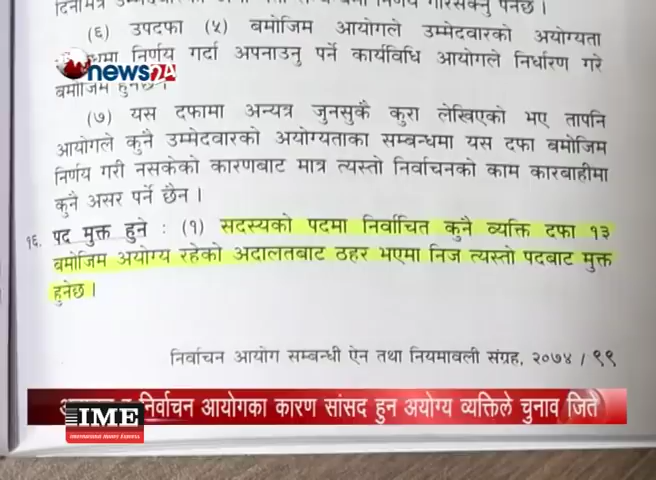 (६) उपदफा (५) बमोजिम आयोगले उम्मेदवारको अयोग्यता
निर्णय गर्दा अपनाउनु पर्ने कार्यविधि आयोगले निर्धारण गरे
बमोजिम हुनेछ ।
news24
(७) यस दफामा अन्यत्र जुनसुकै कुरा लेखिएको भए तापनि
आयोगले कुनै उम्मेदवारको अयोग्यताका सम्बन्धमा यस दफा बमोजिम
निर्णय गरी नसकेको कारणबाट मात्र त्यस्तो निर्वाचनको काम कारबाहीमा
कुनै असर पर्ने छैन ।
१६. पद मुक्त हुने : (१) सदस्यको पदमा निर्वाचित कुनै व्यक्ति दफा १३
बमोजिम अयोग्य रहेको अदालतबाट ठहर भएमा निज त्यस्तो पदबाट मुक्त
हुनेछ ।
निर्वाचन आयोग सम्बन्धी ऐन तथा नियमावली संग्रह, २०७४ / ९९
निर्वाचन आयोगका कारण सांसद हुन अयोग्य व्यक्तिले चुनाव जिते
IME
International Money Express